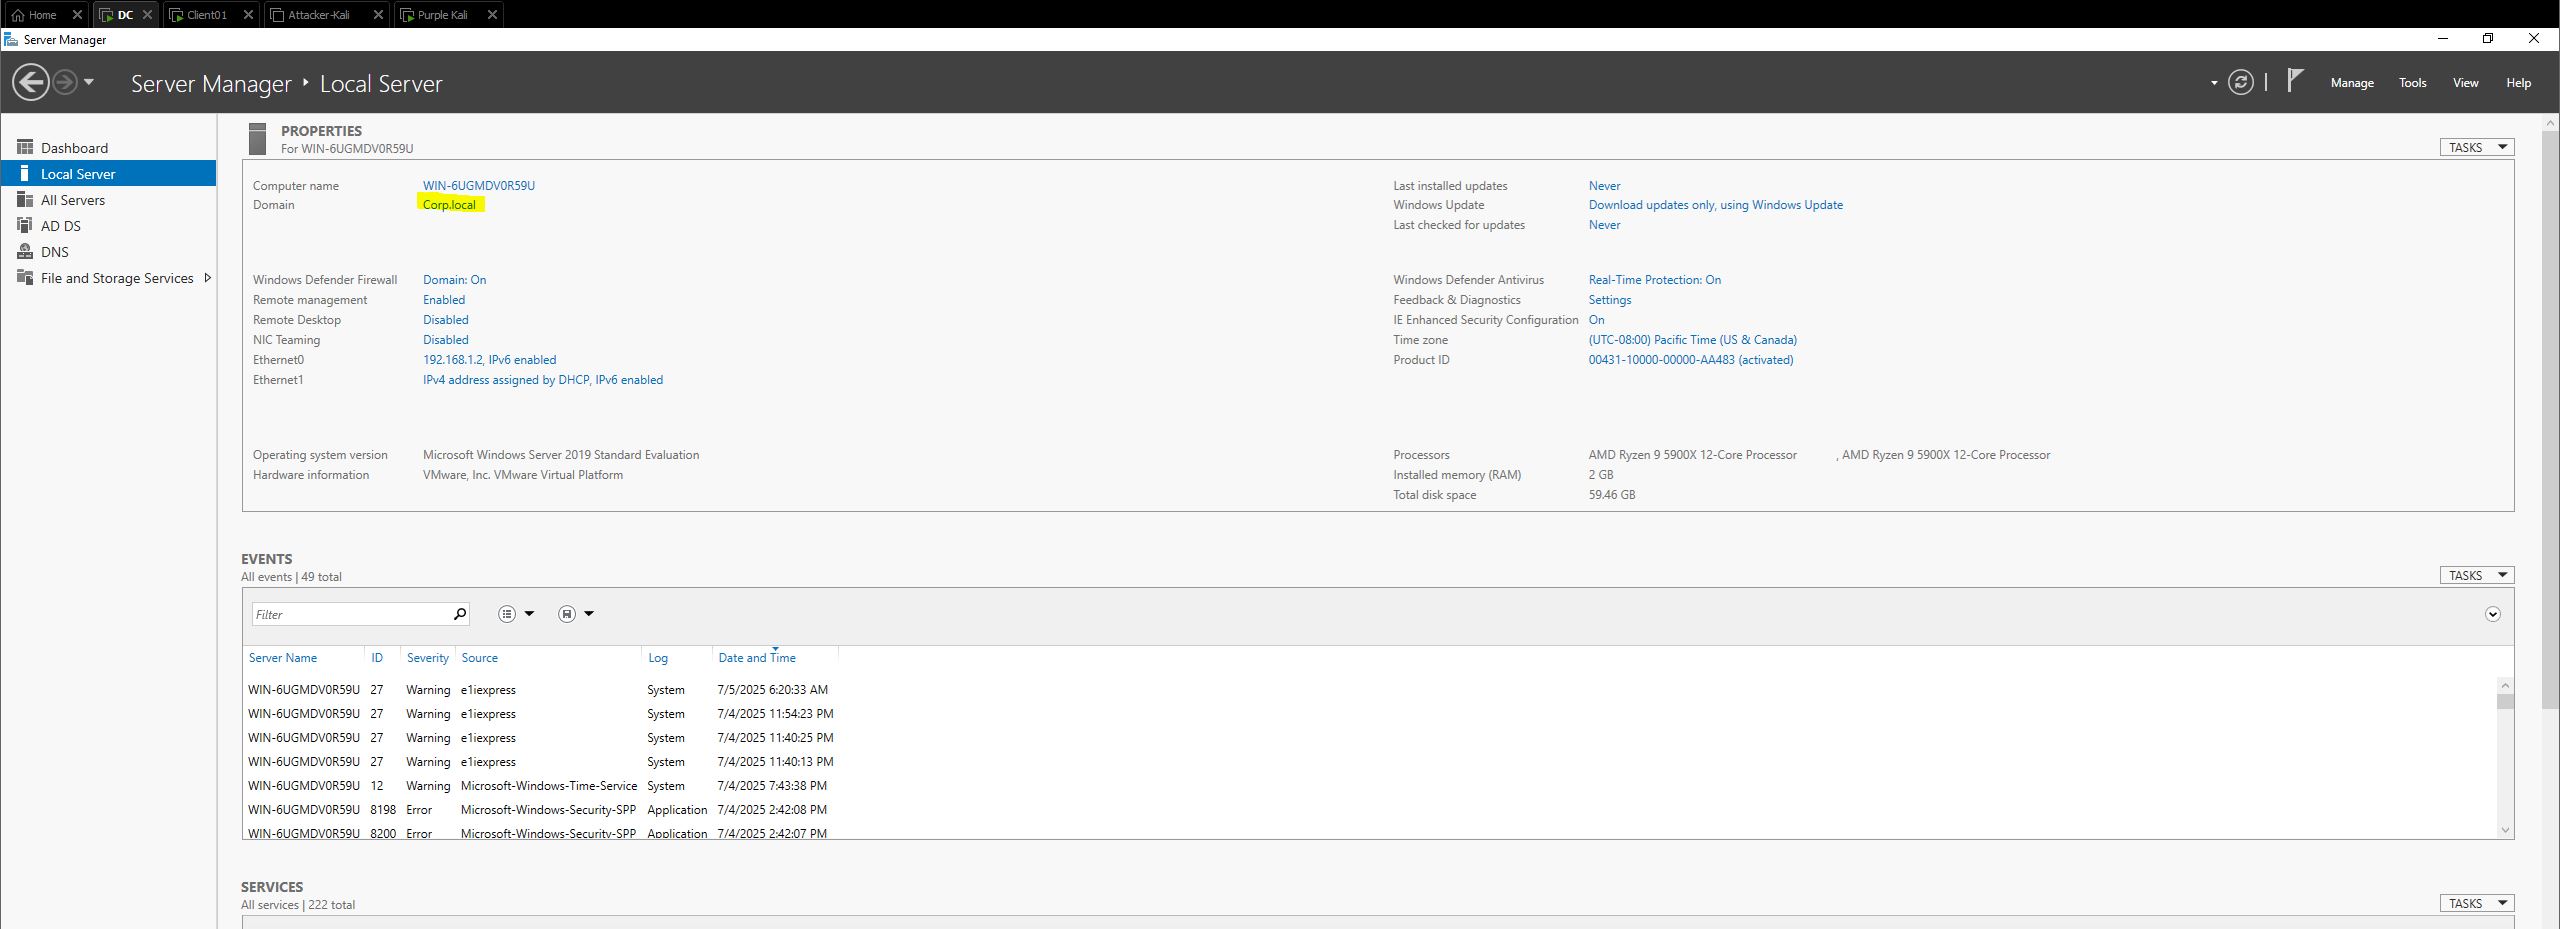 Home DC Client01 Attacker-Kali Purple Kali
Server Manager
Server Manager Local Server Manage Tools View Help
Dashboard
Local Server
All Servers
AD DS
DNS
File and Storage Services
PROPERTIES
For WIN-6UGMDV0R59U
TASKS
Computer name WIN-6UGMDV0R59U
Domain Corp.local
Last installed updates Never
Windows Update Download updates only, using Windows Update
Last checked for updates Never
Windows Defender Firewall Domain: On
Remote management Enabled
Remote Desktop Disabled
NIC Teaming Disabled
Ethernet0 192.168.1.2, IPv6 enabled
Ethernet1 IPv4 address assigned by DHCP, IPv6 enabled
Windows Defender Antivirus Real-Time Protection: On
Feedback & Diagnostics Settings
IE Enhanced Security Configuration On
Time zone (UTC-08:00) Pacific Time (US & Canada)
Product ID 00431-10000-00000-AA483 (activated)
Operating system version Microsoft Windows Server 2019 Standard Evaluation
Hardware information VMware, Inc. VMware Virtual Platform
Processors AMD Ryzen 9 5900X 12-Core Processor , AMD Ryzen 9 5900X 12-Core Processor
Installed memory (RAM) 2 GB
Total disk space 59.46 GB
EVENTS
All events | 49 total
TASKS
Filter
Server Name ID Severity Source Log Date and Time
WIN-6UGMDV0R59U 27 Warning e1iexpress System 7/5/2025 6:20:33 AM
WIN-6UGMDV0R59U 27 Warning e1iexpress System 7/4/2025 11:54:23 PM
WIN-6UGMDV0R59U 27 Warning e1iexpress System 7/4/2025 11:40:25 PM
WIN-6UGMDV0R59U 27 Warning e1iexpress System 7/4/2025 11:40:13 PM
WIN-6UGMDV0R59U 12 Warning Microsoft-Windows-Time-Service System 7/4/2025 7:43:38 PM
WIN-6UGMDV0R59U 8198 Error Microsoft-Windows-Security-SPP Application 7/4/2025 2:42:08 PM
WIN-6UGMDV0R59U 8200 Error Microsoft-Windows-Security-SPP Application 7/4/2025 2:42:07 PM
SERVICES
All services | 222 total
TASKS